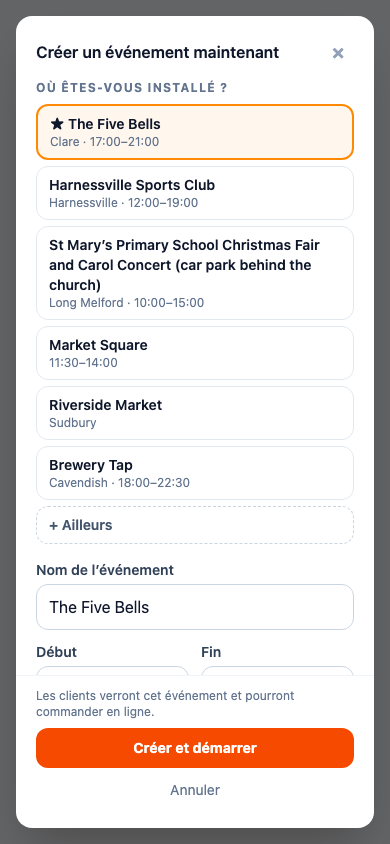 Créer un événement maintenant ×
OÙ ÊTES-VOUS INSTALLÉ ?
★ The Five Bells
Clare · 17:00–21:00
Harnessville Sports Club
Harnessville · 12:00–19:00
St Mary’s Primary School Christmas Fair
and Carol Concert (car park behind the
church)
Long Melford · 10:00–15:00
Market Square
11:30–14:00
Riverside Market
Sudbury
Brewery Tap
Cavendish · 18:00–22:30
+ Ailleurs
Nom de l’événement
The Five Bells
Début Fin
Les clients verront cet événement et pourront
commander en ligne.
Créer et démarrer
Annuler